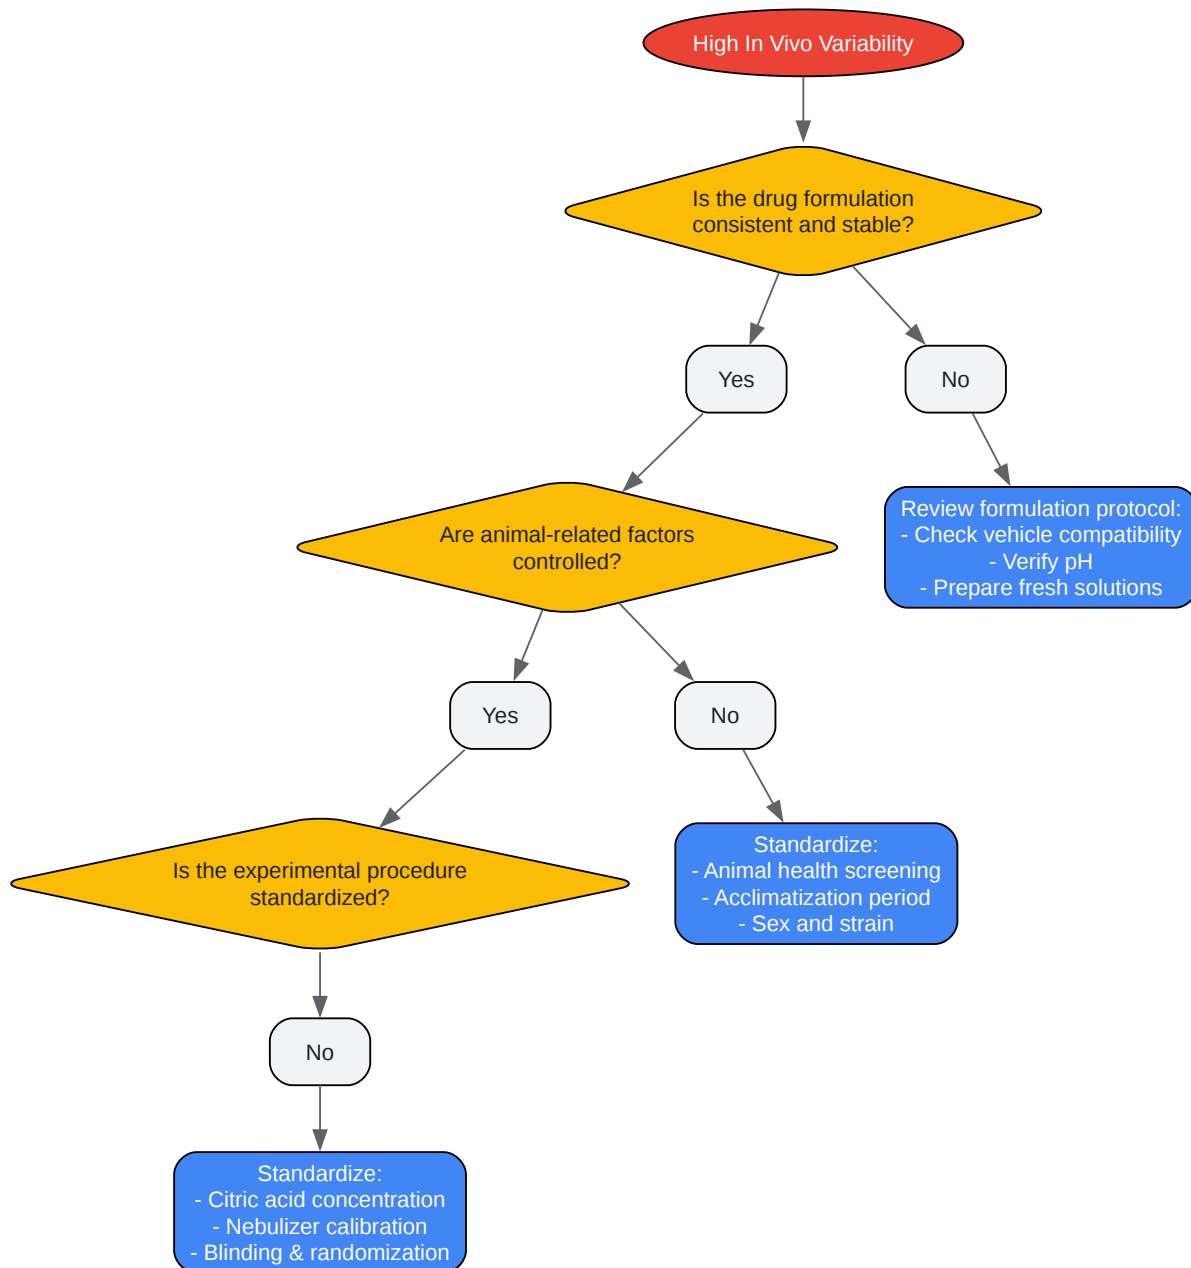 High In Vivo Variability
Is the drug formulation
consistent and stable?
Yes
No
Review formulation protocol:
- Check vehicle compatibility
- Verify pH
- Prepare fresh solutions
Are animal-related factors
controlled?
Yes
No
Standardize:
- Animal health screening
- Acclimatization period
- Sex and strain
Is the experimental procedure
standardized?
No
Standardize:
- Citric acid concentration
- Nebulizer calibration
- Blinding & randomization